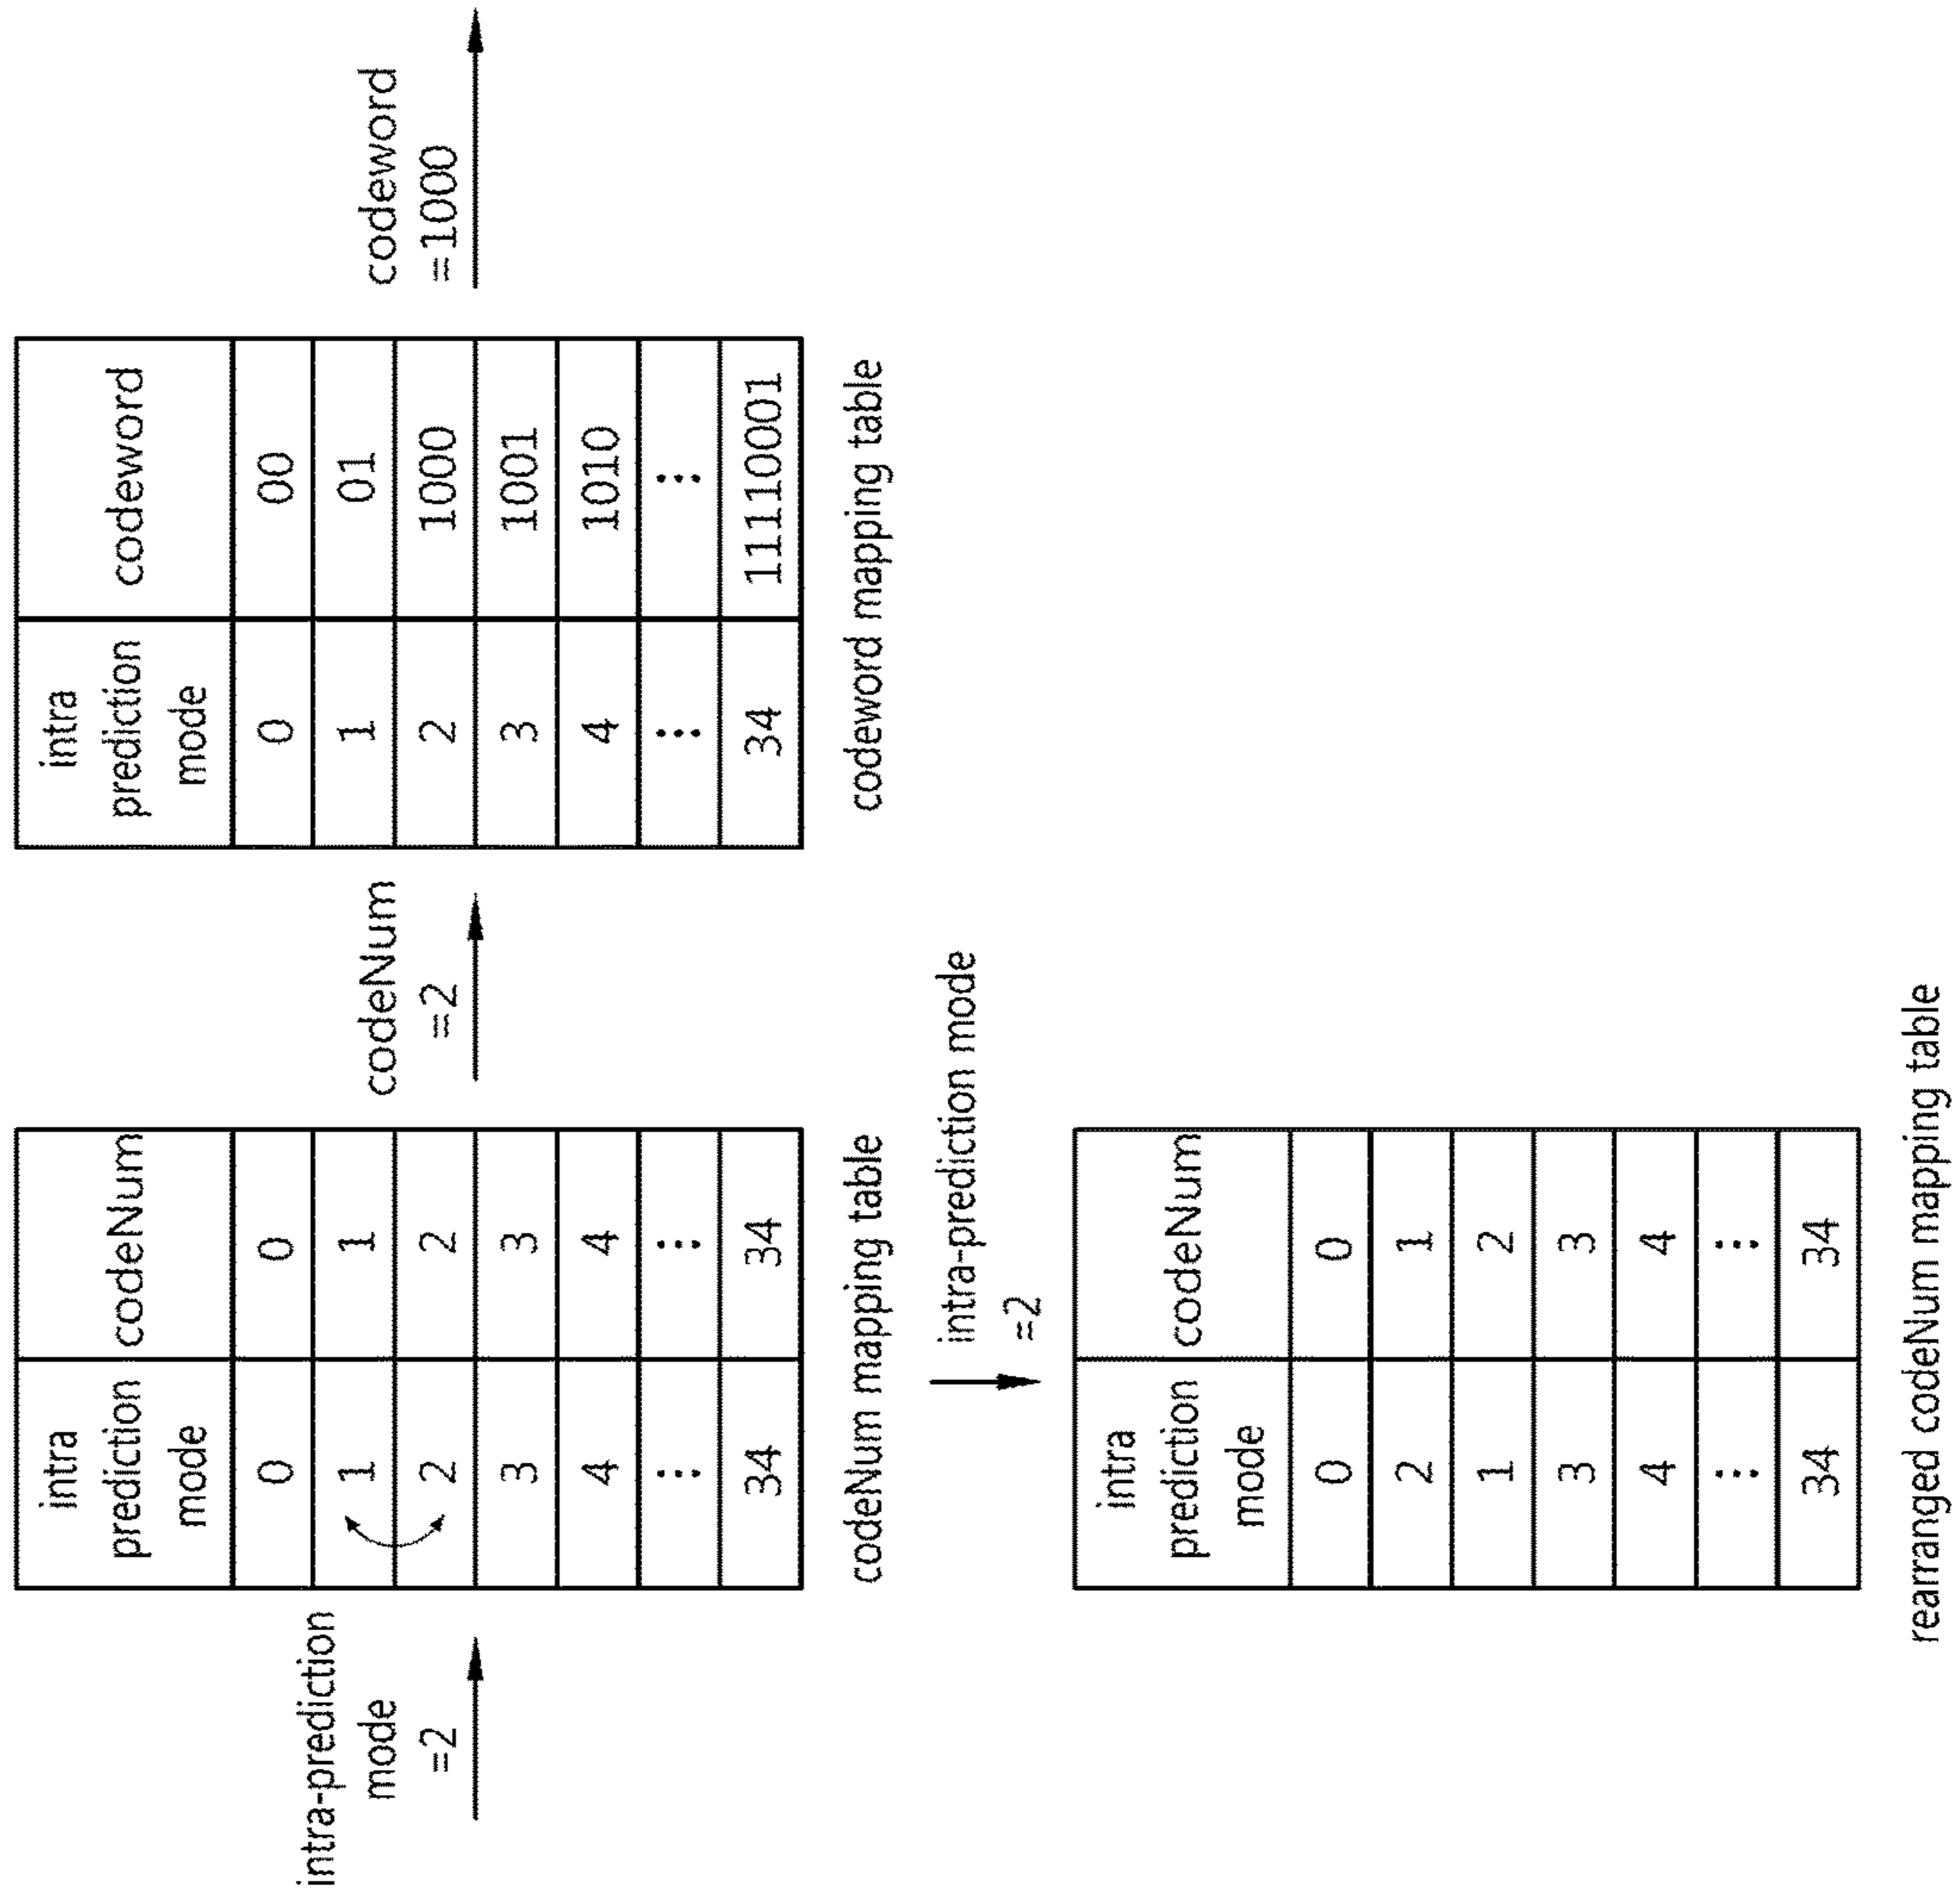 intra-prediction
mode
=2
intra
prediction
mode
codeNum
0 0
1 1
2 2
3 3
4 4
⋮ ⋮
34 34
codeNum mapping table
codeNum
=2
intra
prediction
mode
codeword
0 00
1 01
2 1000
3 1001
4 1010
⋮ ⋮
34 11110001
codeword mapping table
codeword
=1000
intra-prediction mode
=2
intra
prediction
mode
codeNum
0 0
2 1
1 2
3 3
4 4
⋮ ⋮
34 34
rearranged codeNum mapping table